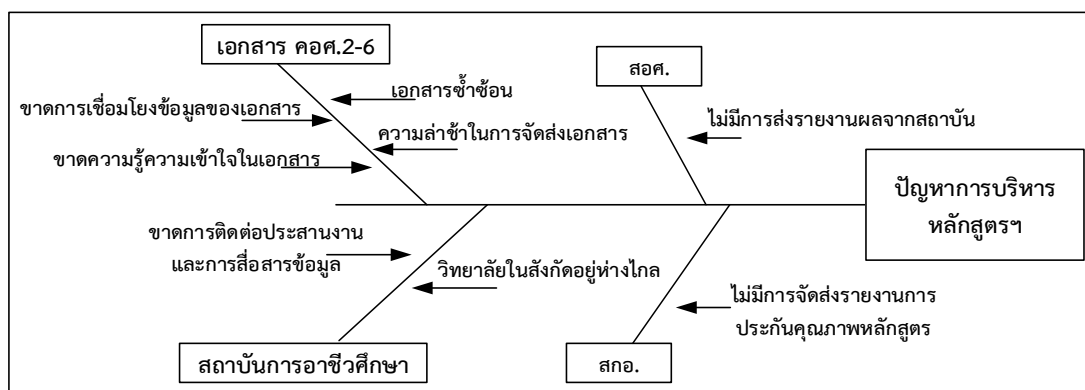 เอกสาร คอศ.2-6
สอศ.
เอกสารซ้ำซ้อน
ขาดการเชื่อมโยงข้อมูลของเอกสาร
ไม่มีการส่งรายงานผลจากสถาบัน
ความล่าช้าในการจัดส่งเอกสาร
ขาดความรู้ความเข้าใจในเอกสาร
ปัญหาการบริหาร
หลักสูตรฯ
ขาดการติดต่อประสานงาน
และการสื่อสารข้อมูล
วิทยาลัยในสังกัดอยู่ห่างไกล
ไม่มีการจัดส่งรายงานการ
ประกันคุณภาพหลักสูตร
สถาบันการอาชีวศึกษา
สกอ.